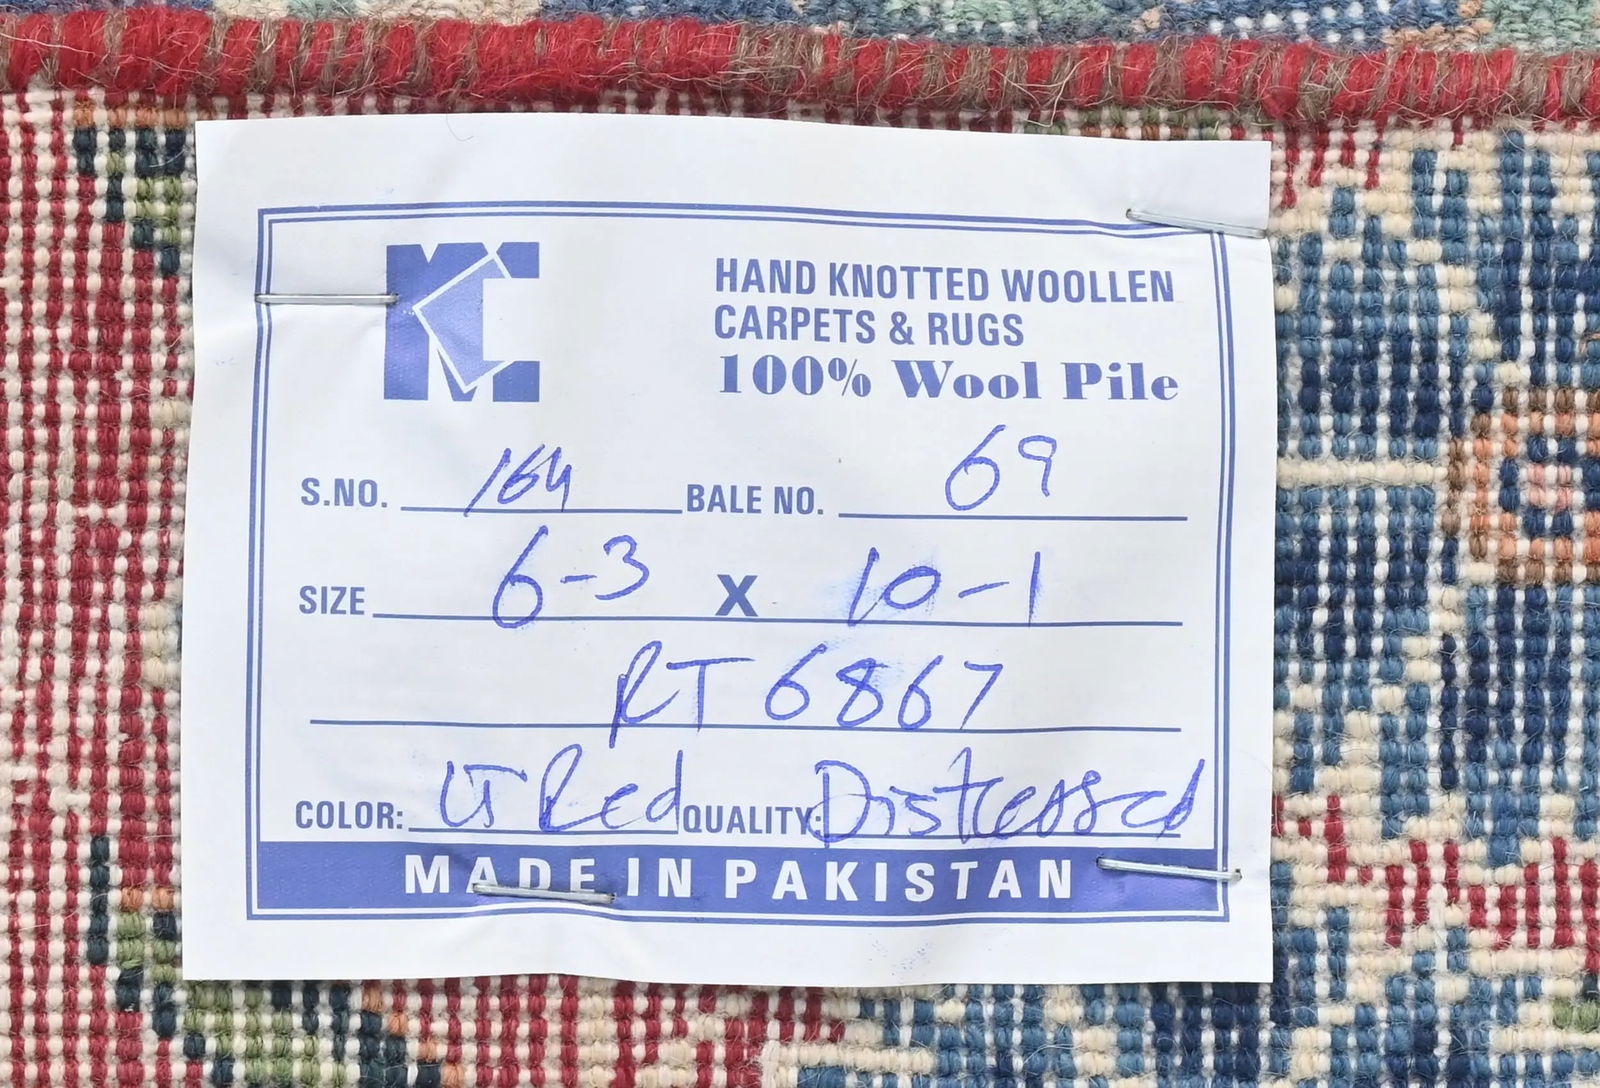 KC
HAND KNOTTED WOOLLEN
CARPETS & RUGS
100% Wool Pile
S.NO. 164 BALE NO. 69
SIZE 6-3 X 10-1
RT 6867
COLOR: LT Red QUALITY: Distressed
MADE IN PAKISTAN